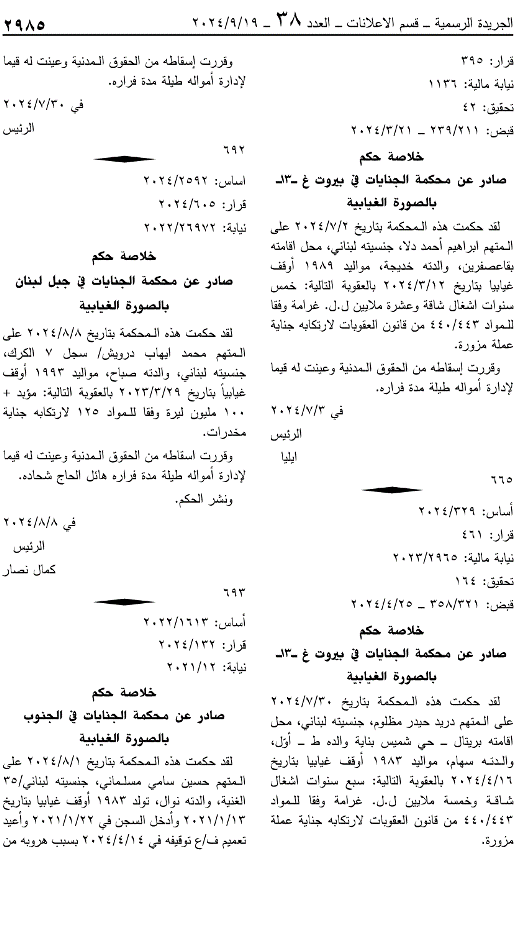 الجريدة الرسمية ــ قسم الاعلانات ــ العدد ٣٨ ــ ٢٠٢٤/٩/١٩
٢٩٨٥
قرار: ٣٩٥
نيابة مالية: ١١٣٦
تحقيق: ٤٢
قبض: ٢٣٩/٢١١ ــ ٢٠٢٤/٣/٢١
خلاصة حكم
صادر عن محكمة الجنايات في بيروت غ ــ١٣ــ
بالصورة الغيابية
لقد حكمت هذه المحكمة بتاريخ ٢٠٢٤/٧/٢ على
المتهم ابراهيم أحمد دلا، جنسيته لبناني، محل اقامته
بقاعصفرين، والدته خديجة، مواليد ١٩٨٩ أوقف
غيابيا بتاريخ ٢٠٢٤/٣/١٢ بالعقوبة التالية: خمس
سنوات اشغال شاقة وعشرة ملايين ل.ل. غرامة وفقا
للمواد ٤٤٠/٤٤٣ من قانون العقوبات لارتكابه جناية
عملة مزورة.
وقررت إسقاطه من الحقوق المدنية وعينت له قيما
لإدارة أمواله طيلة مدة فراره.
في ٢٠٢٤/٧/٣
الرئيس
ايليا
٦٦٥
أساس: ٢٠٢٤/٣٢٩
قرار: ٤٦١
نيابة مالية: ٢٠٢٣/٢٩٦٥
تحقيق: ١٦٤
قبض: ٣٥٨/٣٢١ ــ ٢٠٢٤/٤/٢٥
خلاصة حكم
صادر عن محكمة الجنايات في بيروت غ ــ١٣ــ
بالصورة الغيابية
لقد حكمت هذه المحكمة بتاريخ ٢٠٢٤/٧/٣٠
على المتهم دريد حيدر مظلوم، جنسيته لبناني، محل
اقامته بريتال ــ حي شميس بناية والده ط ــ أوّل،
والدته سهام، مواليد ١٩٨٣ أوقف غيابيا بتاريخ
٢٠٢٤/٤/١٦ بالعقوبة التالية: سبع سنوات اشغال
شاقة وخمسة ملايين ل.ل. غرامة وفقا للمواد
٤٤٠/٤٤٣ من قانون العقوبات لارتكابه جناية عملة
مزورة.
وقررت إسقاطه من الحقوق المدنية وعينت له قيما
لإدارة أمواله طيلة مدة فراره.
في ٢٠٢٤/٧/٣٠
الرئيس
٦٩٢
اساس: ٢٠٢٤/٢٥٩٢
قرار: ٢٠٢٤/٦٠٥
نيابة: ٢٠٢٢/٢٦٩٧٢
خلاصة حكم
صادر عن محكمة الجنايات في جبل لبنان
بالصورة الغيابية
لقد حكمت هذه المحكمة بتاريخ ٢٠٢٤/٨/٨ على
المتهم محمد ايهاب درويش/ سجل ٧ الكرك،
جنسيته لبناني، والدته صباح، مواليد ١٩٩٣ أوقف
غيابياً بتاريخ ٢٠٢٣/٣/٢٩ بالعقوبة التالية: مؤبد +
١٠٠ مليون ليرة وفقا للمواد ١٢٥ لارتكابه جناية
مخدرات.
وقررت اسقاطه من الحقوق المدنية وعينت له قيما
لإدارة أمواله طيلة مدة فراره هائل الحاج شحاده.
ونشر الحكم.
في ٢٠٢٤/٨/٨
الرئيس
كمال نصار
٦٩٣
أساس: ٢٠٢٢/١٦١٣
قرار: ٢٠٢٤/١٣٢
نيابة: ٢٠٢١/١٢
خلاصة حكم
صادر عن محكمة الجنايات في الجنوب
بالصورة الغيابية
لقد حكمت هذه المحكمة بتاريخ ٢٠٢٤/٨/١ على
المتهم حسين سامي مسلماني، جنسيته لبناني/٣٥
الغنية، والدته نوال، تولد ١٩٨٣ أوقف غيابيا بتاريخ
٢٠٢١/١/١٣ وأدخل السجن في ٢٠٢١/١/٢٢ وأعيد
تعميم ف/ع توقيفه في ٢٠٢٤/٤/١٤ بسبب هروبه من